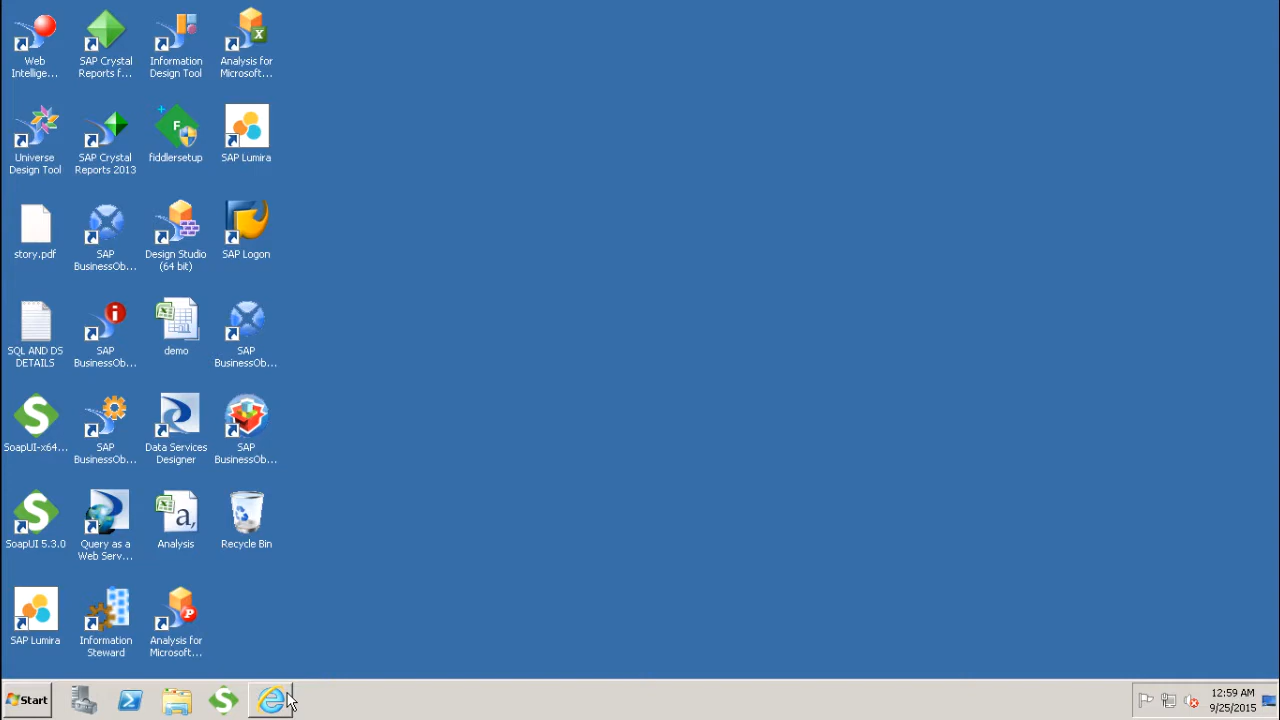 Web
Intellige...
SAP Crystal
Reports f...
Information
Design Tool
Analysis for
Microsoft...
X
Universe
Design Tool
SAP Crystal
Reports 2013
F
fiddlersetup
SAP Lumira
story.pdf
SAP
BusinessOb...
Design Studio
(64 bit)
SAP Logon
SQL AND DS
DETAILS
i
SAP
BusinessOb...
demo
SAP
BusinessOb...
S
SoapUI-x64...
SAP
BusinessOb...
Data Services
Designer
SAP
BusinessOb...
S
SoapUI 5.3.0
Query as a
Web Serv...
a,
Analysis
Recycle Bin
SAP Lumira
Information
Steward
P
Analysis for
Microsoft...
Start
S
12:59 AM
9/25/2015